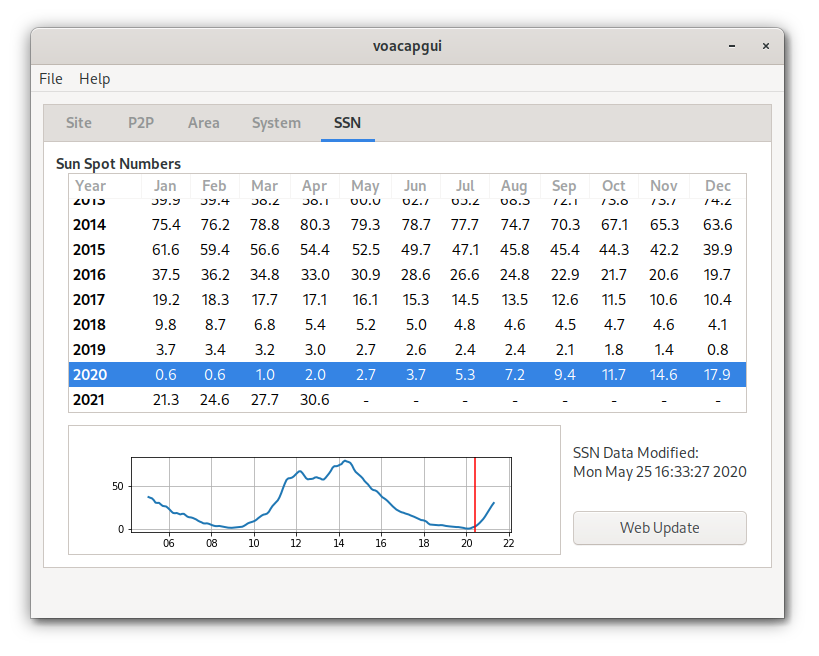 voacapgui
File Help
Site P2P Area System SSN
Sun Spot Numbers
Year Jan Feb Mar Apr May Jun Jul Aug Sep Oct Nov Dec
2013
2014 75.4 76.2 78.8 80.3 79.3 78.7 77.7 74.7 70.3 67.1 65.3 63.6
2015 61.6 59.4 56.6 54.4 52.5 49.7 47.1 45.8 45.4 44.3 42.2 39.9
2016 37.5 36.2 34.8 33.0 30.9 28.6 26.6 24.8 22.9 21.7 20.6 19.7
2017 19.2 18.3 17.7 17.1 16.1 15.3 14.5 13.5 12.6 11.5 10.6 10.4
2018 9.8 8.7 6.8 5.4 5.2 5.0 4.8 4.6 4.5 4.7 4.6 4.1
2019 3.7 3.4 3.2 3.0 2.7 2.6 2.4 2.4 2.1 1.8 1.4 0.8
2020 0.6 0.6 1.0 2.0 2.7 3.7 5.3 7.2 9.4 11.7 14.6 17.9
2021 21.3 24.6 27.7 30.6 - - - - - - - -
50
0
06 08 10 12 14 16 18 20 22
SSN Data Modified:
Mon May 25 16:33:27 2020
Web Update